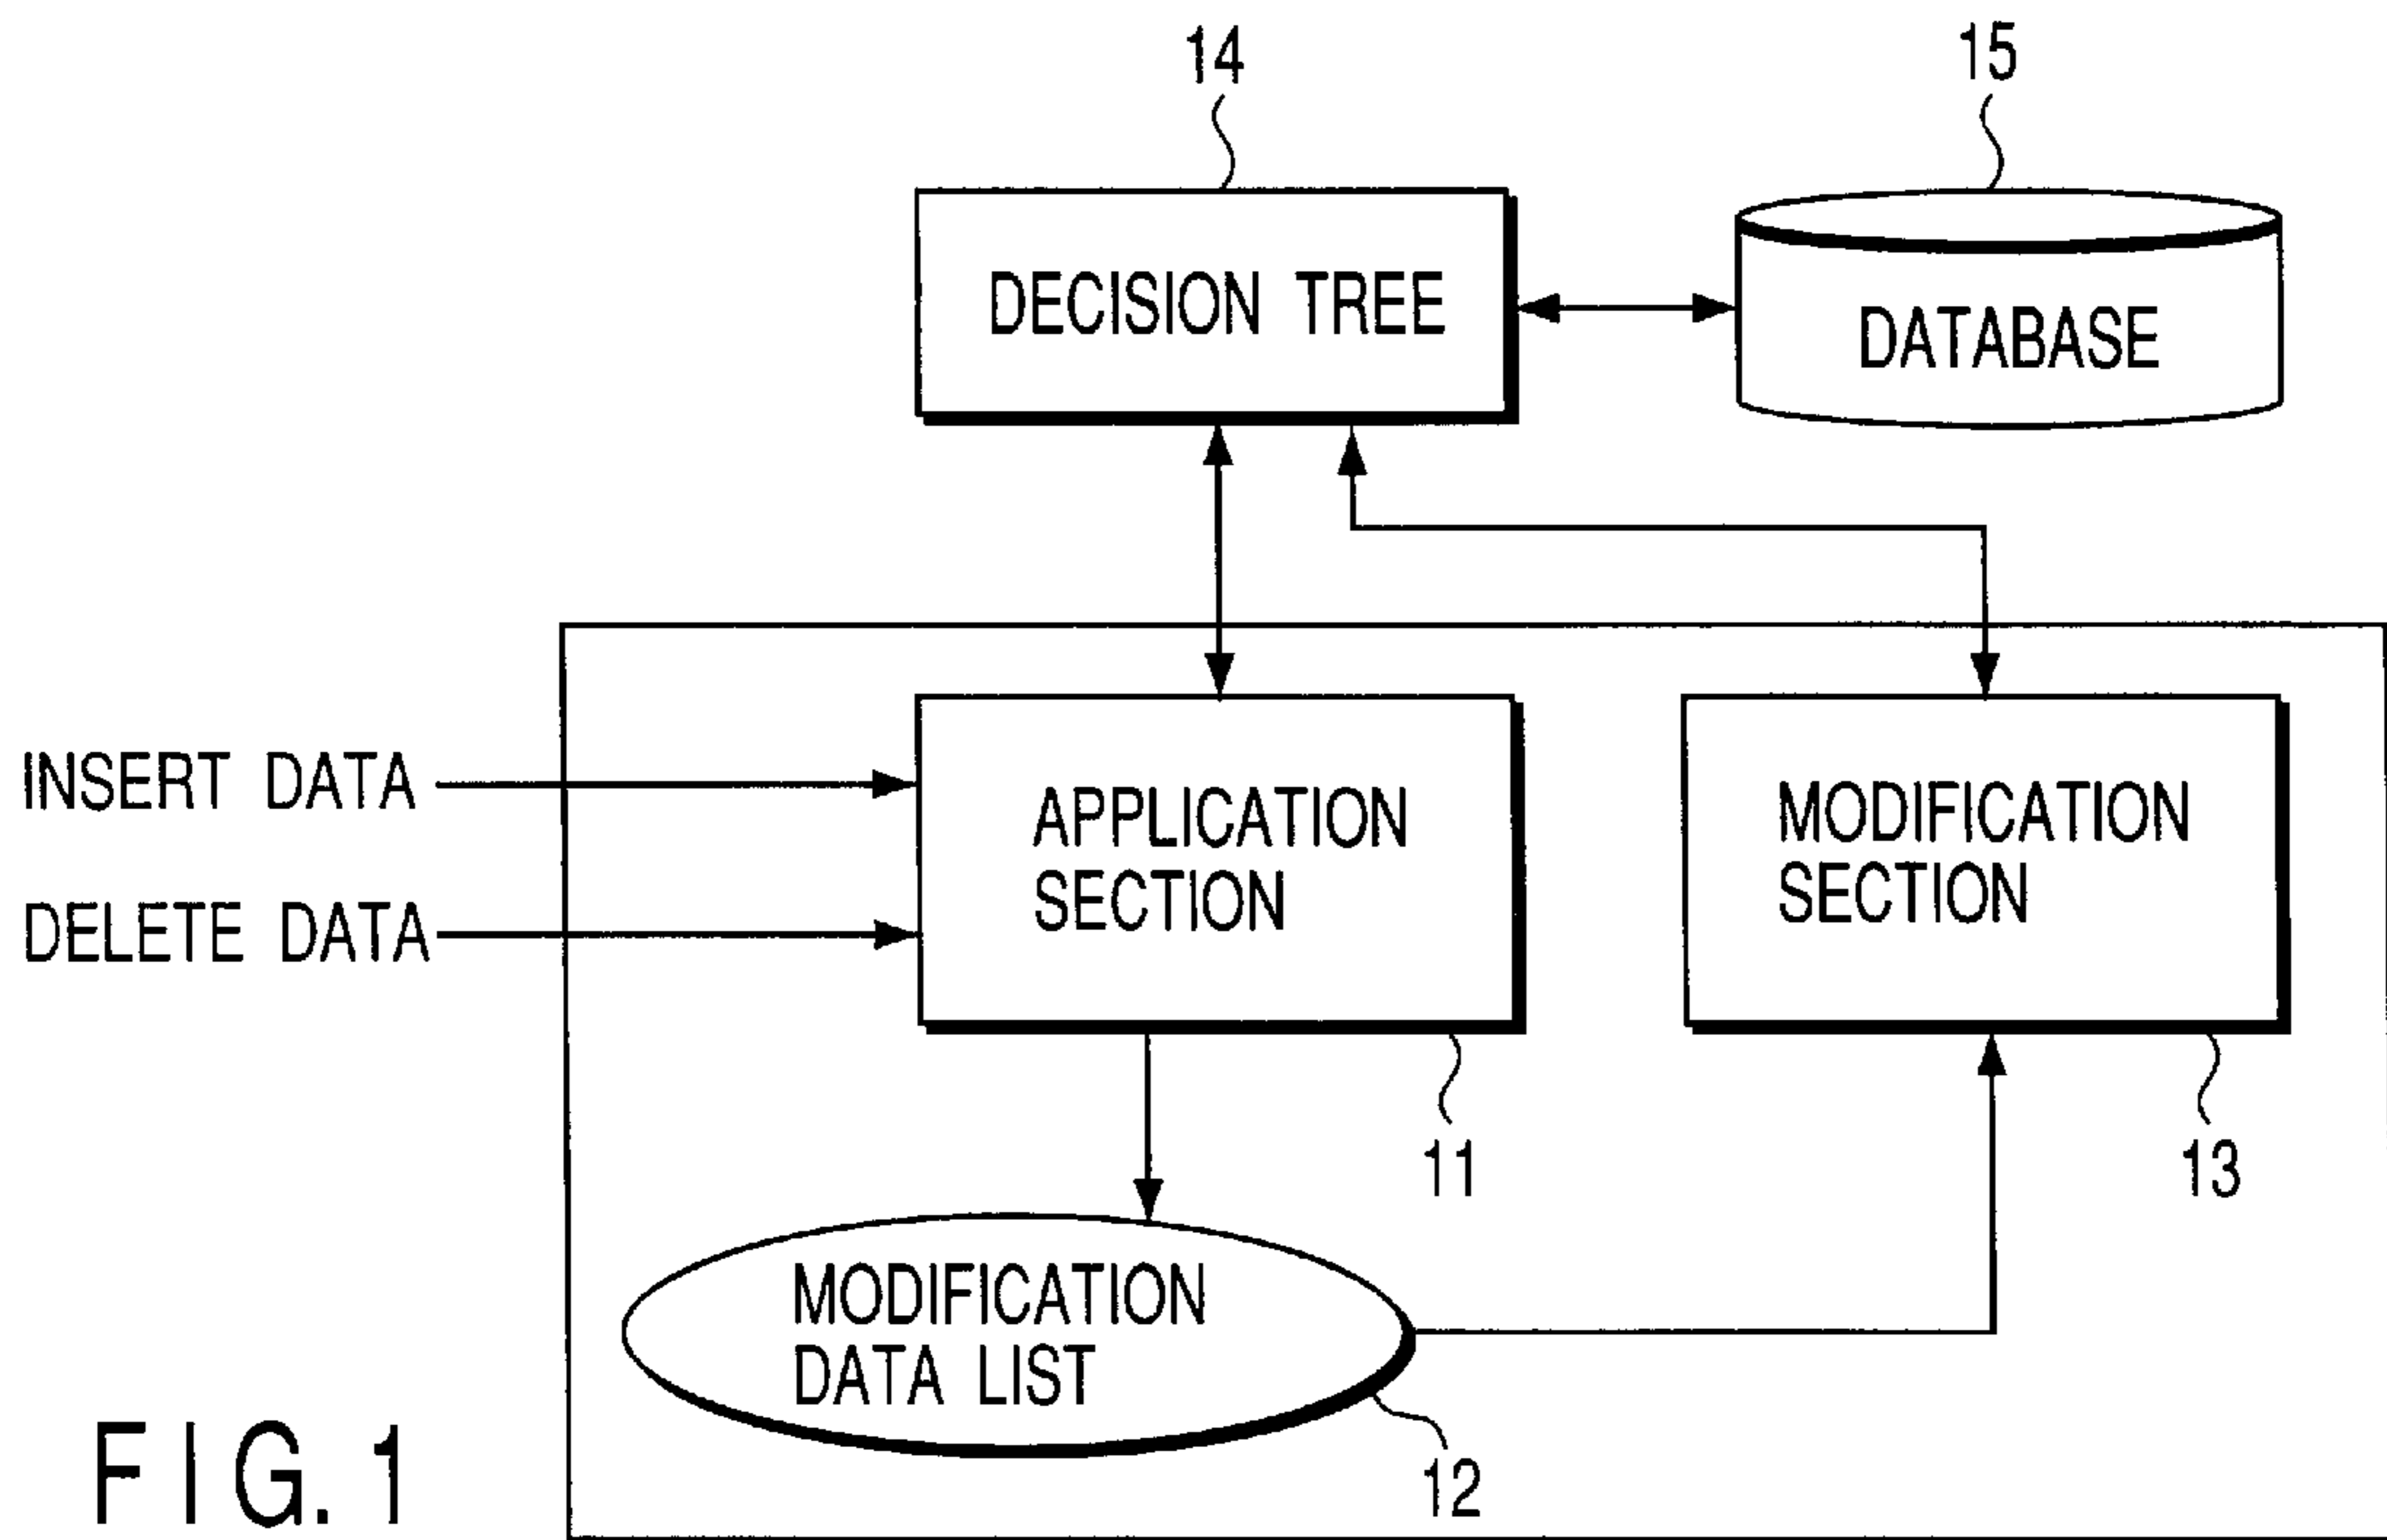 14
15
DECISION TREE
DATABASE
INSERT DATA
DELETE DATA
APPLICATION
SECTION
MODIFICATION
SECTION
11
13
MODIFICATION
DATA LIST
12
FIG. 1